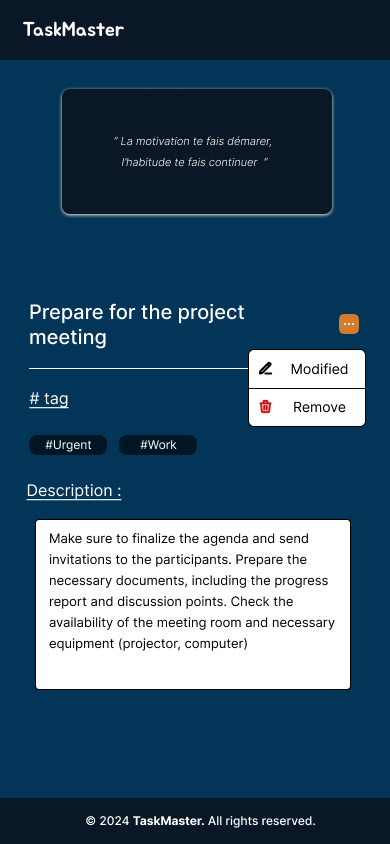 TaskMaster
“ La motivation te fais démarer,
l'habitude te fais continuer ”
Prepare for the project
meeting
Modified
Remove
# tag
#Urgent #Work
Description :
Make sure to finalize the agenda and send
invitations to the participants. Prepare the
necessary documents, including the progress
report and discussion points. Check the
availability of the meeting room and necessary
equipment (projector, computer)
© 2024 TaskMaster. All rights reserved.